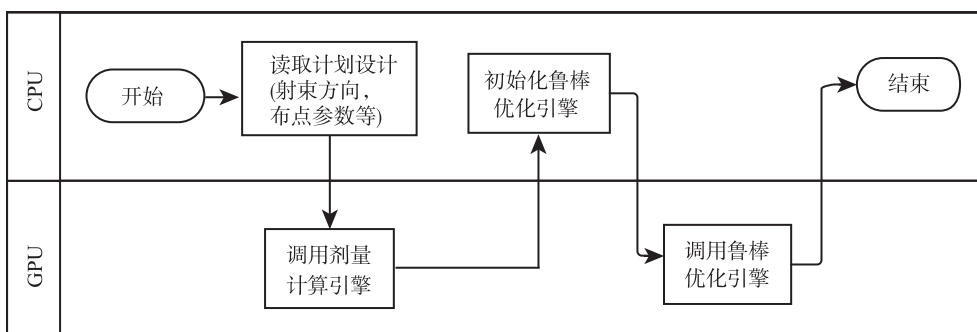 CPU
开始
读取计划设计
(射束方向，
布点参数等)
初始化鲁棒
优化引擎
结束
GPU
调用剂量
计算引擎
调用鲁棒
优化引擎